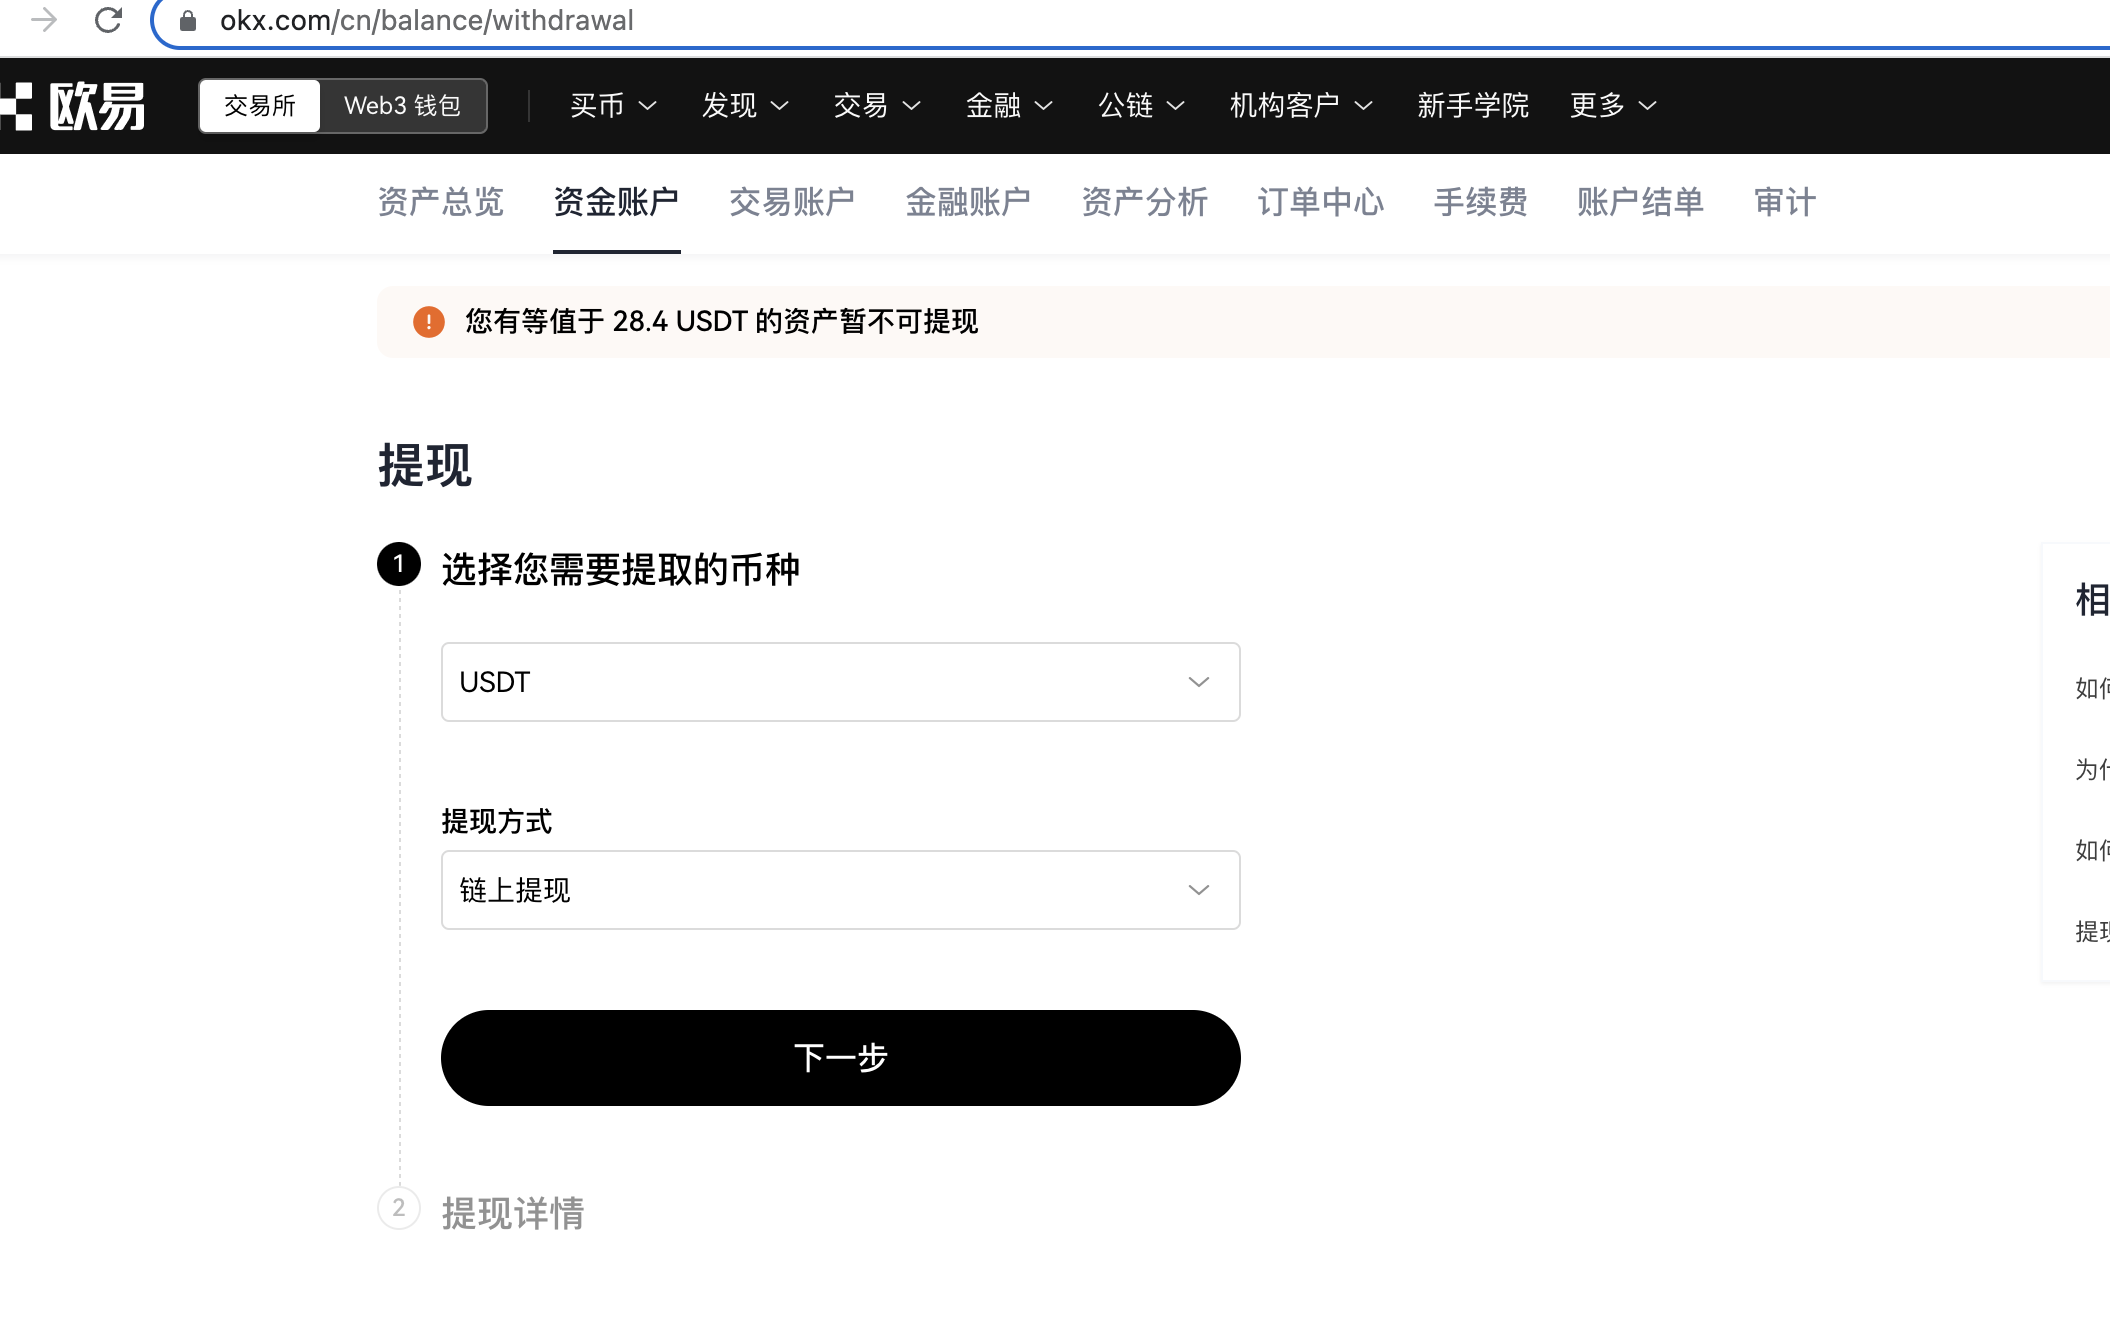 okx.com/cn/balance/withdrawal
欧易 交易所 Web3 钱包 买币 发现 交易 金融 公链 机构客户 新手学院 更多
资产总览 资金账户 交易账户 金融账户 资产分析 订单中心 手续费 账户结单 审计
您有等值于 28.4 USDT 的资产暂不可提现
提现
1 选择您需要提取的币种
USDT
提现方式
链上提现
下一步
2 提现详情
相
如何
为什
如何
提现